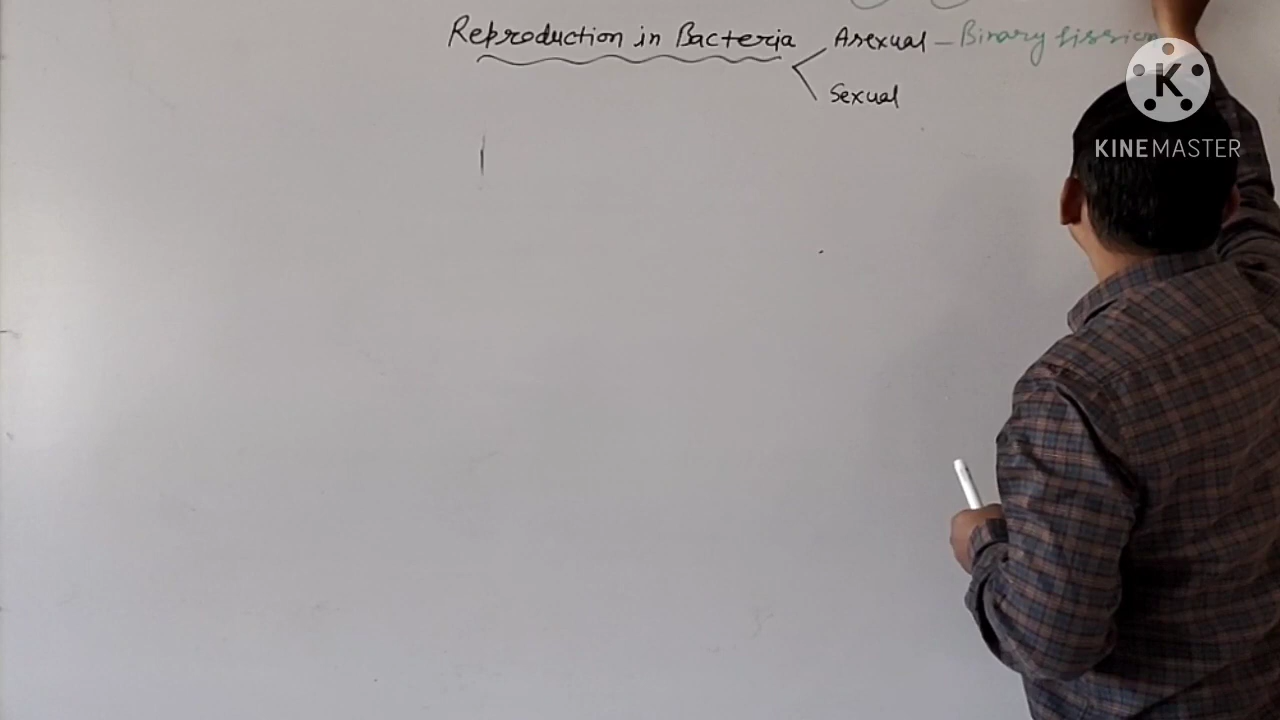 Reproduction in Bacteria
Asexual – Binary fission
Sexual
K
KINEMASTER